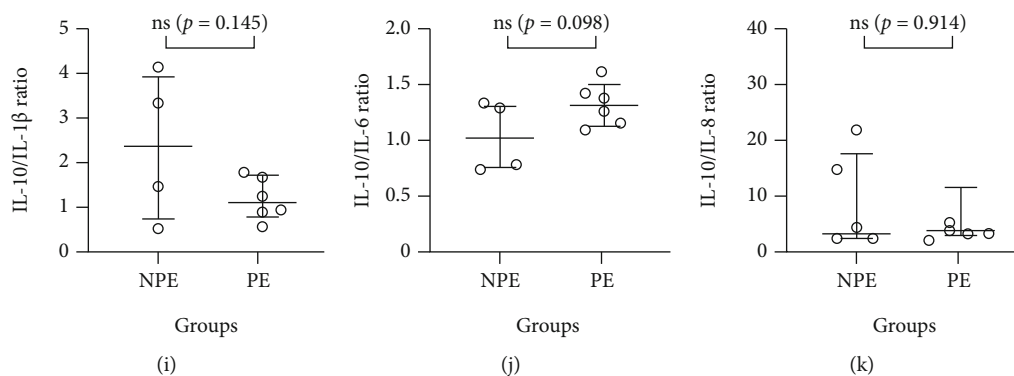 ns (p = 0.145)
5
4
3
2
1
0
IL-10/IL-1β ratio
NPE
PE
Groups
(i)
ns (p = 0.098)
2.0
1.5
1.0
0.5
0
IL-10/IL-6 ratio
NPE
PE
Groups
(j)
ns (p = 0.914)
40
30
20
10
0
IL-10/IL-8 ratio
NPE
PE
Groups
(k)